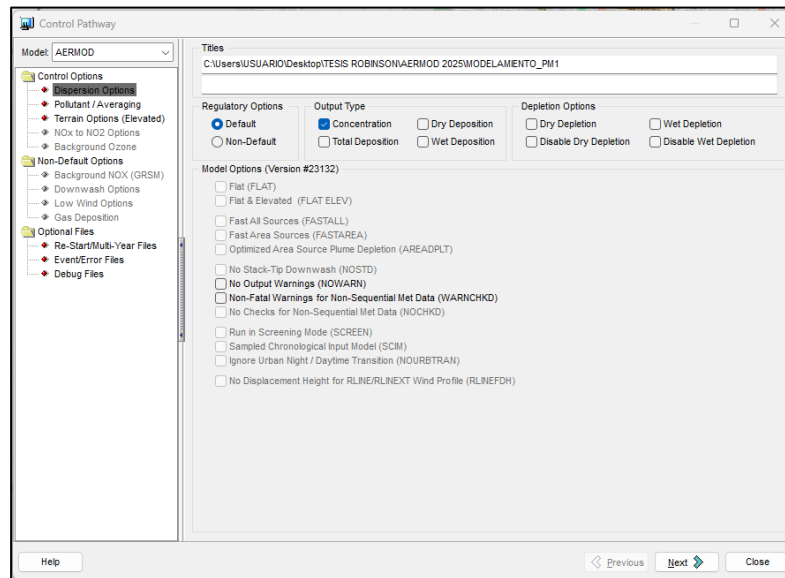 Control Pathway
Model: AERMOD
Control Options
Dispersion Options
Pollutant / Averaging
Terrain Options (Elevated)
NOx to NO2 Options
Background Ozone
Non-Default Options
Background NOX (GRSM)
Downwash Options
Low Wind Options
Gas Deposition
Optional Files
Re-Start/Multi-Year Files
Event/Error Files
Debug Files
Titles
C:\Users\USUARIO\Desktop\TESIS ROBINSON\AERMOD 2025\MODELAMIENTO_PM1
Regulatory Options
Default
Non-Default
Output Type
Concentration
Dry Deposition
Total Deposition
Wet Deposition
Depletion Options
Dry Depletion
Wet Depletion
Disable Dry Depletion
Disable Wet Depletion
Model Options (Version #23132)
Flat (FLAT)
Flat & Elevated (FLAT ELEV)
Fast All Sources (FASTALL)
Fast Area Sources (FASTAREA)
Optimized Area Source Plume Depletion (AREADPLT)
No Stack-Tip Downwash (NOSTD)
No Output Warnings (NOWARN)
Non-Fatal Warnings for Non-Sequential Met Data (WARNCHKD)
No Checks for Non-Sequential Met Data (NOCHKD)
Run in Screening Mode (SCREEN)
Sampled Chronological Input Model (SCIM)
Ignore Urban Night / Daytime Transition (NOURBTRAN)
No Displacement Height for RLINE/RLINEXT Wind Profile (RLINEFDH)
Help
Previous
Next
Close